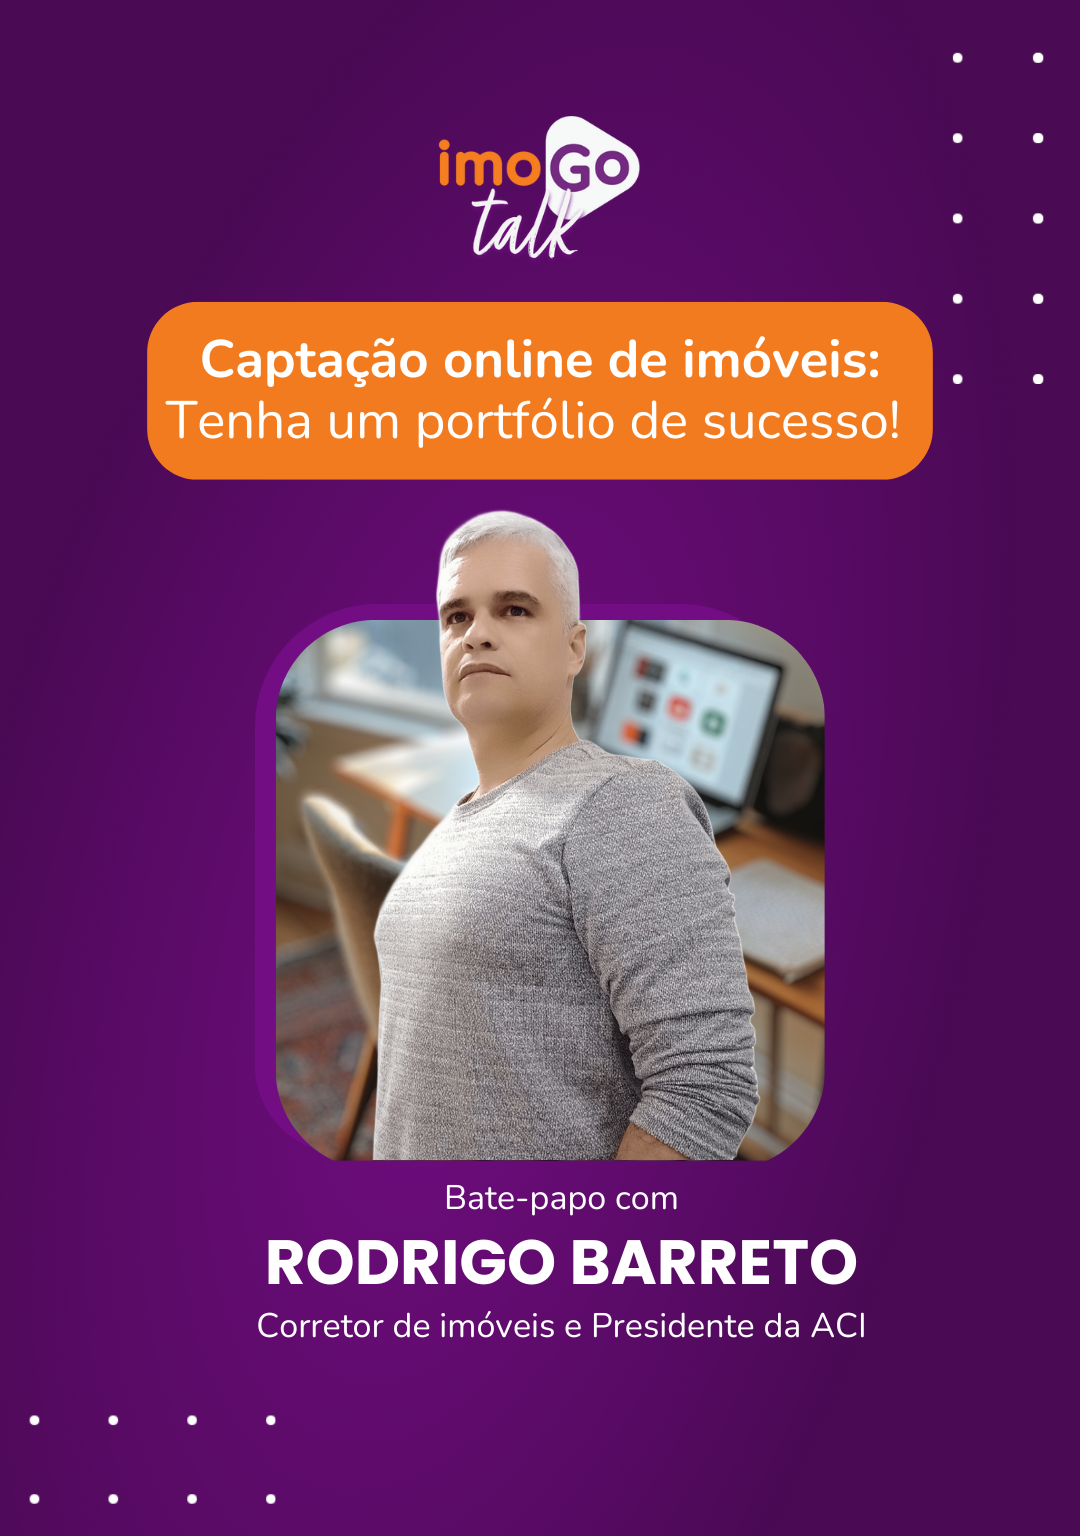 imoGo
talk
Captação online de imóveis:
Tenha um portfólio de sucesso!
Bate-papo com
RODRIGO BARRETO
Corretor de imóveis e Presidente da ACI